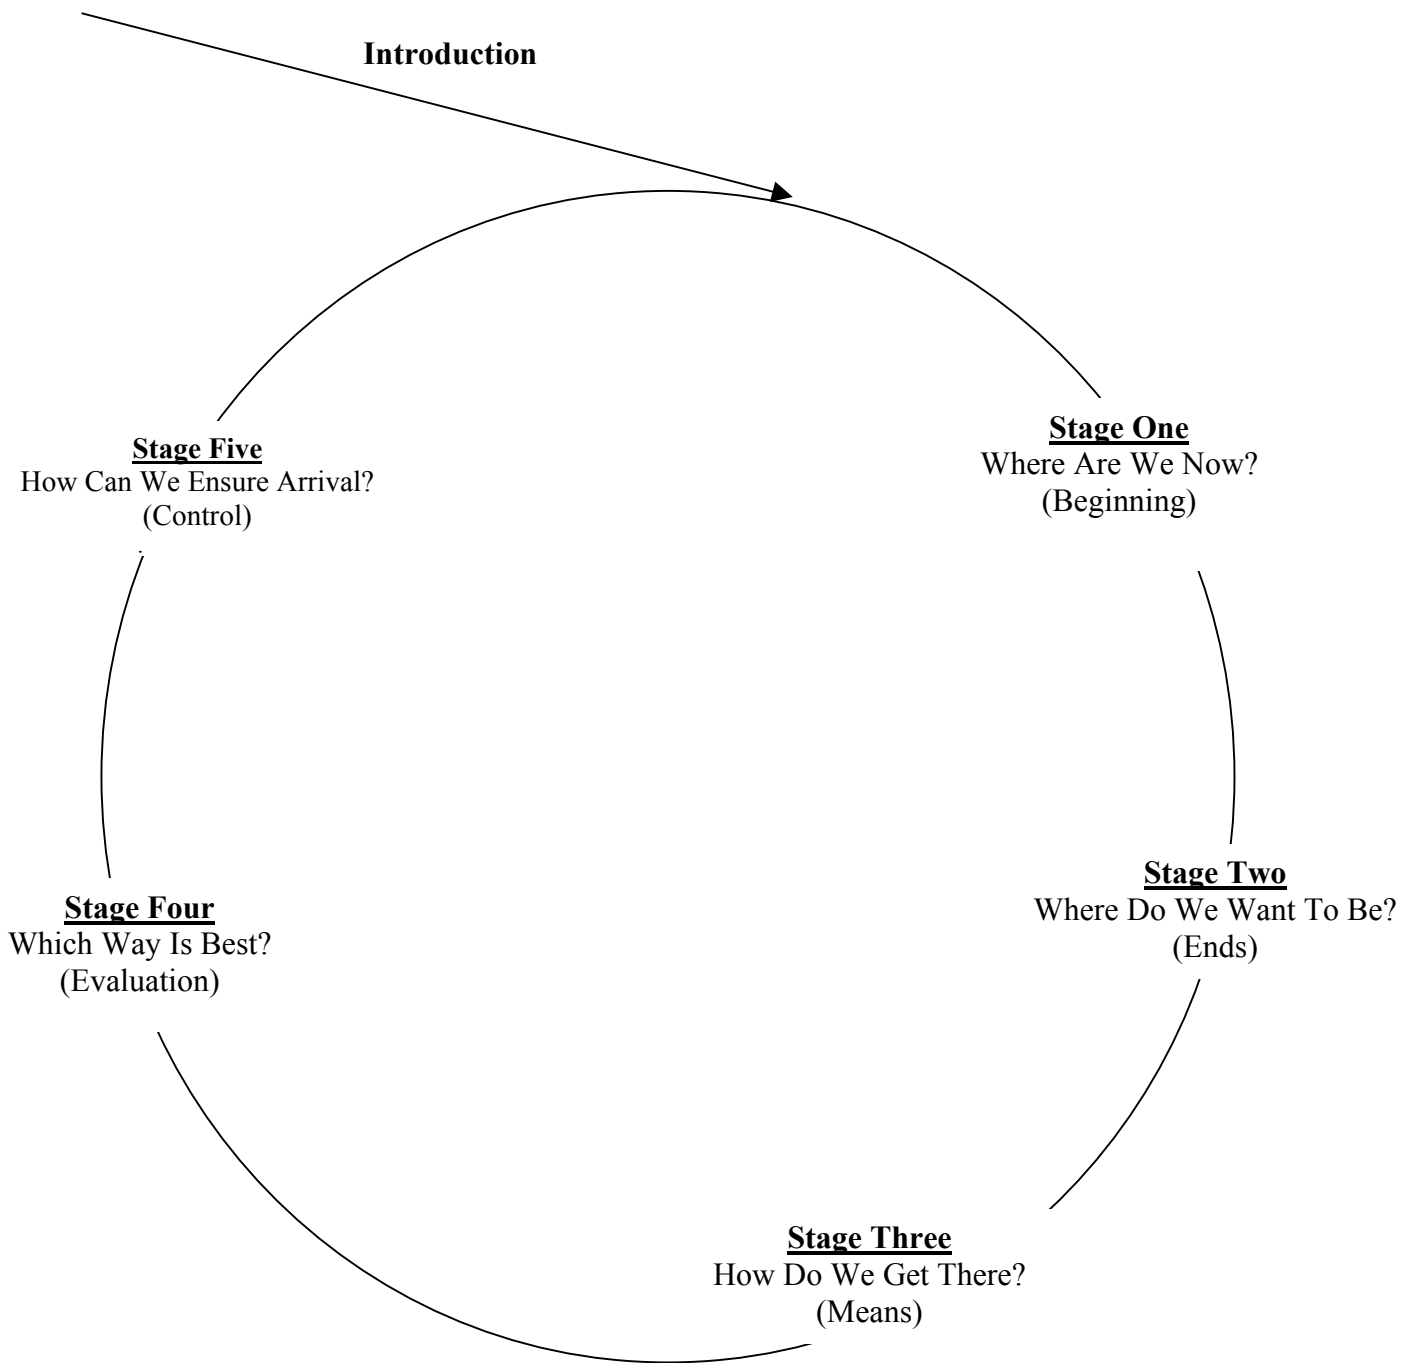 Introduction
Stage One
Where Are We Now?
(Beginning)
Stage Two
Where Do We Want To Be?
(Ends)
Stage Three
How Do We Get There?
(Means)
Stage Four
Which Way Is Best?
(Evaluation)
Stage Five
How Can We Ensure Arrival?
(Control)